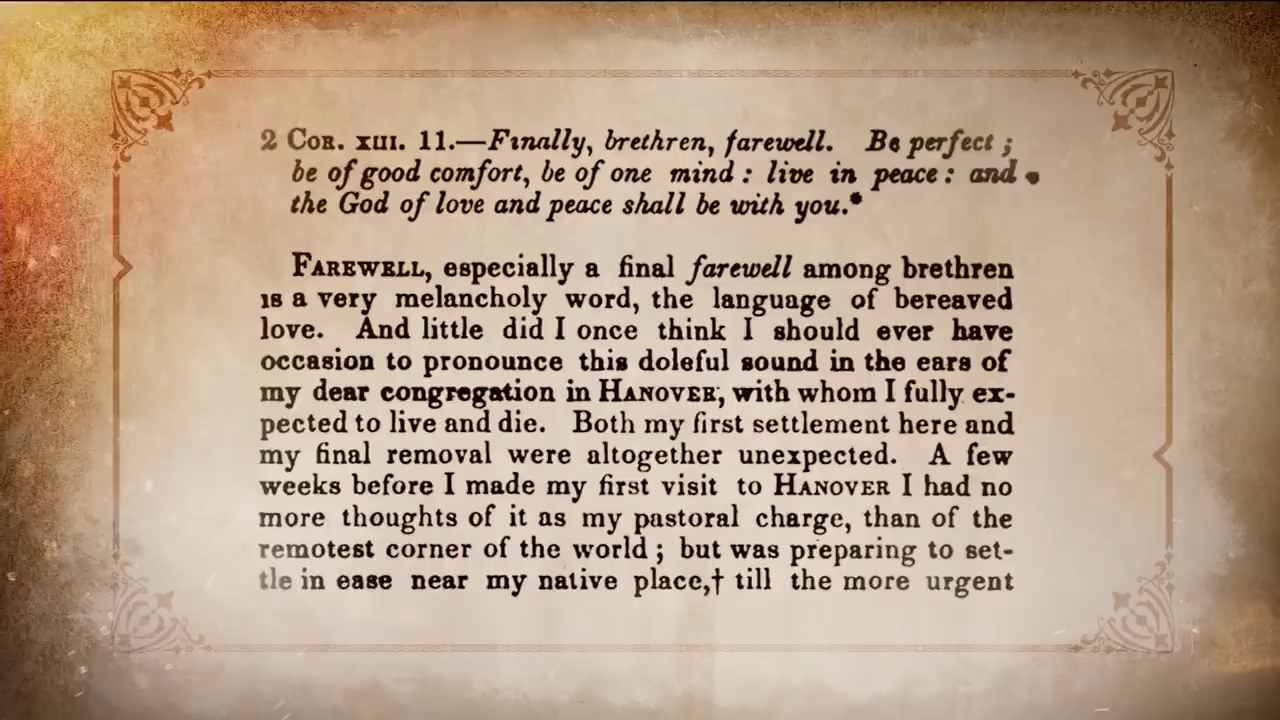 2 COR. XIII. 11.—Finally, brethren, farewell. Be perfect;
be of good comfort, be of one mind: live in peace: and
the God of love and peace shall be with you.*
FAREWELL, especially a final farewell among brethren
is a very melancholy word, the language of bereaved
love. And little did I once think I should ever have
occasion to pronounce this doleful sound in the ears of
my dear congregation in HANOVER, with whom I fully ex-
pected to live and die. Both my first settlement here and
my final removal were altogether unexpected. A few
weeks before I made my first visit to HANOVER I had no
more thoughts of it as my pastoral charge, than of the
remotest corner of the world; but was preparing to set-
tle in ease near my native place,† till the more urgent